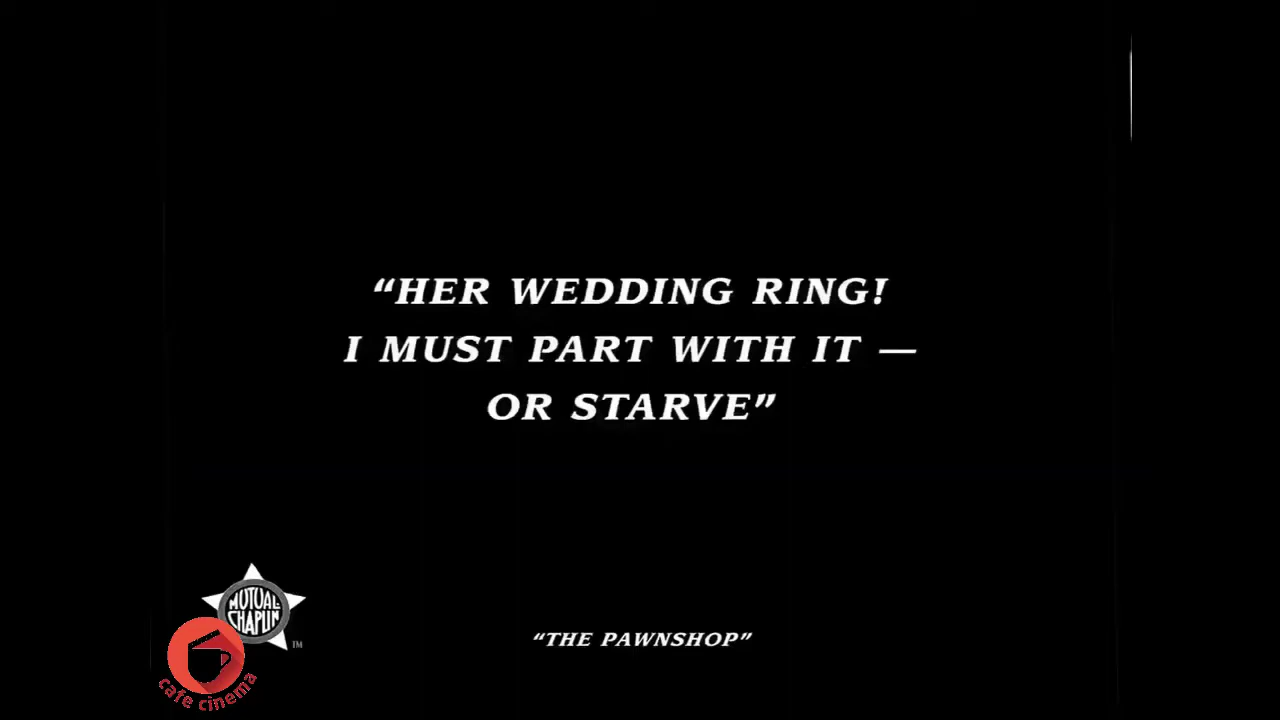 “HER WEDDING RING!
I MUST PART WITH IT —
OR STARVE”
MUTUAL
CHAPLIN
TM
“THE PAWNSHOP”
cafe cinema